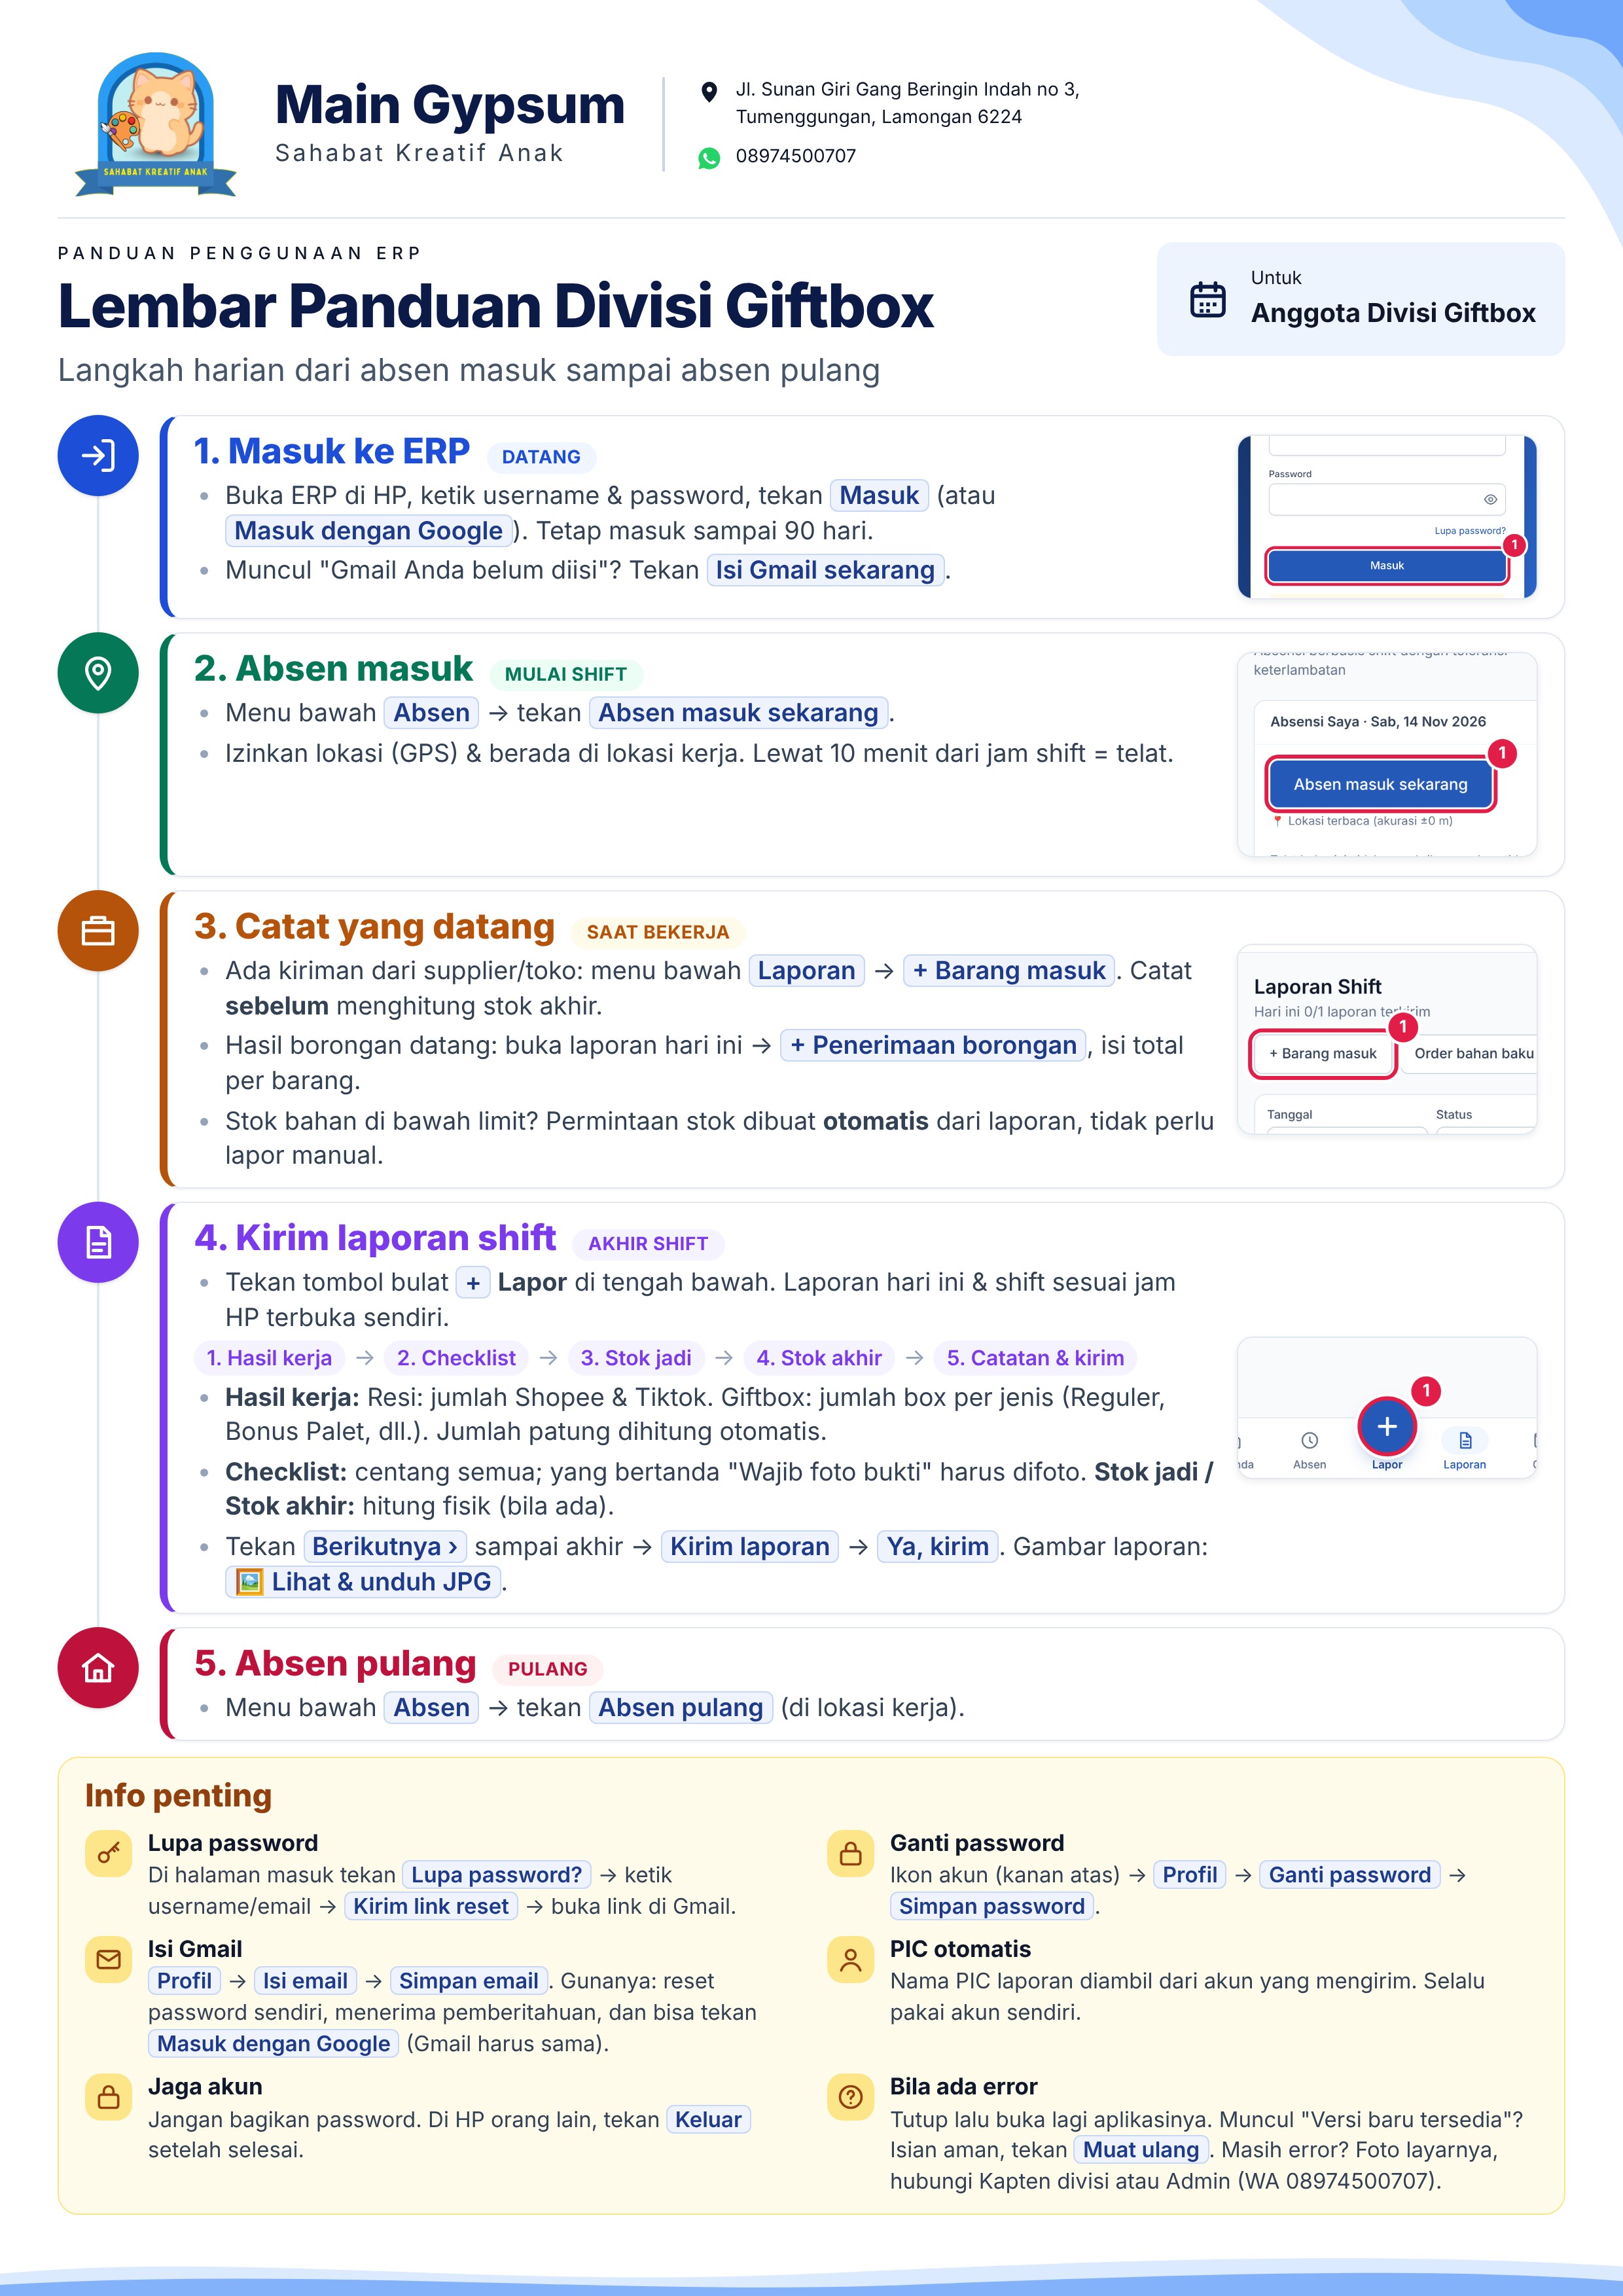 SAHABAT KREATIF ANAK
Main Gypsum
Sahabat Kreatif Anak
Jl. Sunan Giri Gang Beringin Indah no 3,
Tumenggungan, Lamongan 6224
08974500707
PANDUAN PENGGUNAAN ERP
Lembar Panduan Divisi Giftbox
Langkah harian dari absen masuk sampai absen pulang
Untuk
Anggota Divisi Giftbox
1. Masuk ke ERP DATANG
• Buka ERP di HP, ketik username & password, tekan Masuk (atau
Masuk dengan Google). Tetap masuk sampai 90 hari.
• Muncul "Gmail Anda belum diisi"? Tekan Isi Gmail sekarang.
Password
Lupa password?
1
Masuk
2. Absen masuk MULAI SHIFT
• Menu bawah Absen → tekan Absen masuk sekarang.
• Izinkan lokasi (GPS) & berada di lokasi kerja. Lewat 10 menit dari jam shift = telat.
Absensi berbasis shift dengan toleransi
keterlambatan
Absensi Saya · Sab, 14 Nov 2026
1
Absen masuk sekarang
📍 Lokasi terbaca (akurasi ±0 m)
3. Catat yang datang SAAT BEKERJA
• Ada kiriman dari supplier/toko: menu bawah Laporan → + Barang masuk. Catat
sebelum menghitung stok akhir.
• Hasil borongan datang: buka laporan hari ini → + Penerimaan borongan, isi total
per barang.
• Stok bahan di bawah limit? Permintaan stok dibuat otomatis dari laporan, tidak perlu
lapor manual.
Laporan Shift
Hari ini 0/1 laporan terkirim
1
+ Barang masuk Order bahan baku
Tanggal Status
4. Kirim laporan shift AKHIR SHIFT
• Tekan tombol bulat + Lapor di tengah bawah. Laporan hari ini & shift sesuai jam
HP terbuka sendiri.
1. Hasil kerja → 2. Checklist → 3. Stok jadi → 4. Stok akhir → 5. Catatan & kirim
• Hasil kerja: Resi: jumlah Shopee & Tiktok. Giftbox: jumlah box per jenis (Reguler,
Bonus Palet, dll.). Jumlah patung dihitung otomatis.
• Checklist: centang semua; yang bertanda "Wajib foto bukti" harus difoto. Stok jadi /
Stok akhir: hitung fisik (bila ada).
• Tekan Berikutnya › sampai akhir → Kirim laporan → Ya, kirim. Gambar laporan:
🖼️ Lihat & unduh JPG.
1
+
nda Absen Lapor Laporan
5. Absen pulang PULANG
• Menu bawah Absen → tekan Absen pulang (di lokasi kerja).
Info penting
Lupa password
Di halaman masuk tekan Lupa password? → ketik
username/email → Kirim link reset → buka link di Gmail.
Ganti password
Ikon akun (kanan atas) → Profil → Ganti password →
Simpan password.
Isi Gmail
Profil → Isi email → Simpan email. Gunanya: reset
password sendiri, menerima pemberitahuan, dan bisa tekan
Masuk dengan Google (Gmail harus sama).
PIC otomatis
Nama PIC laporan diambil dari akun yang mengirim. Selalu
pakai akun sendiri.
Jaga akun
Jangan bagikan password. Di HP orang lain, tekan Keluar
setelah selesai.
Bila ada error
Tutup lalu buka lagi aplikasinya. Muncul "Versi baru tersedia"?
Isian aman, tekan Muat ulang. Masih error? Foto layarnya,
hubungi Kapten divisi atau Admin (WA 08974500707).